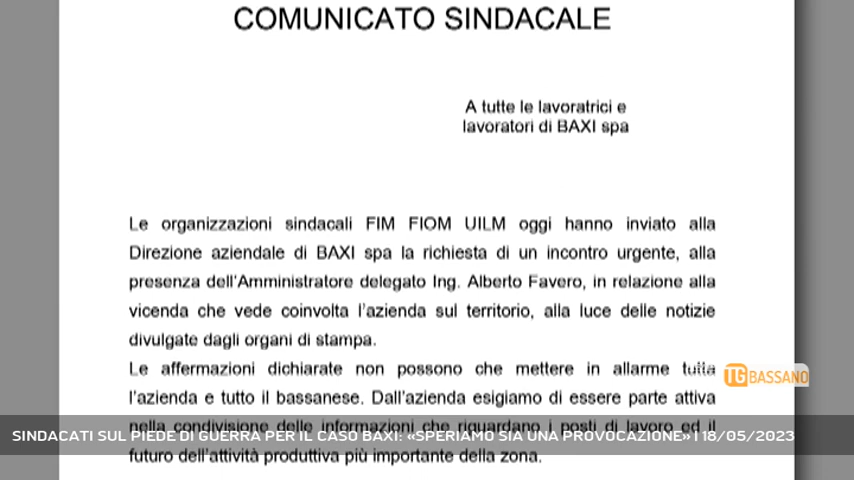 COMUNICATO SINDACALE
A tutte le lavoratrici e
lavoratori di BAXI spa
Le organizzazioni sindacali FIM FIOM UILM oggi hanno inviato alla
Direzione aziendale di BAXI spa la richiesta di un incontro urgente, alla
presenza dell'Amministratore delegato Ing. Alberto Favero, in relazione alla
vicenda che vede coinvolta l'azienda sul territorio, alla luce delle notizie
divulgate dagli organi di stampa.
Le affermazioni dichiarate non possono che mettere in allarme tutta
l'azienda e tutto il bassanese. Dall'azienda esigiamo di essere parte attiva
TG BASSANO
nella condivisione delle informazioni che riguardano i posti di lavoro ed il
SINDACATI SUL PIEDE DI GUERRA PER IL CASO BAXI: «SPERIAMO SIA UNA PROVOCAZIONE» | 18/05/2023
futuro dell'attività produttiva più importante della zona.